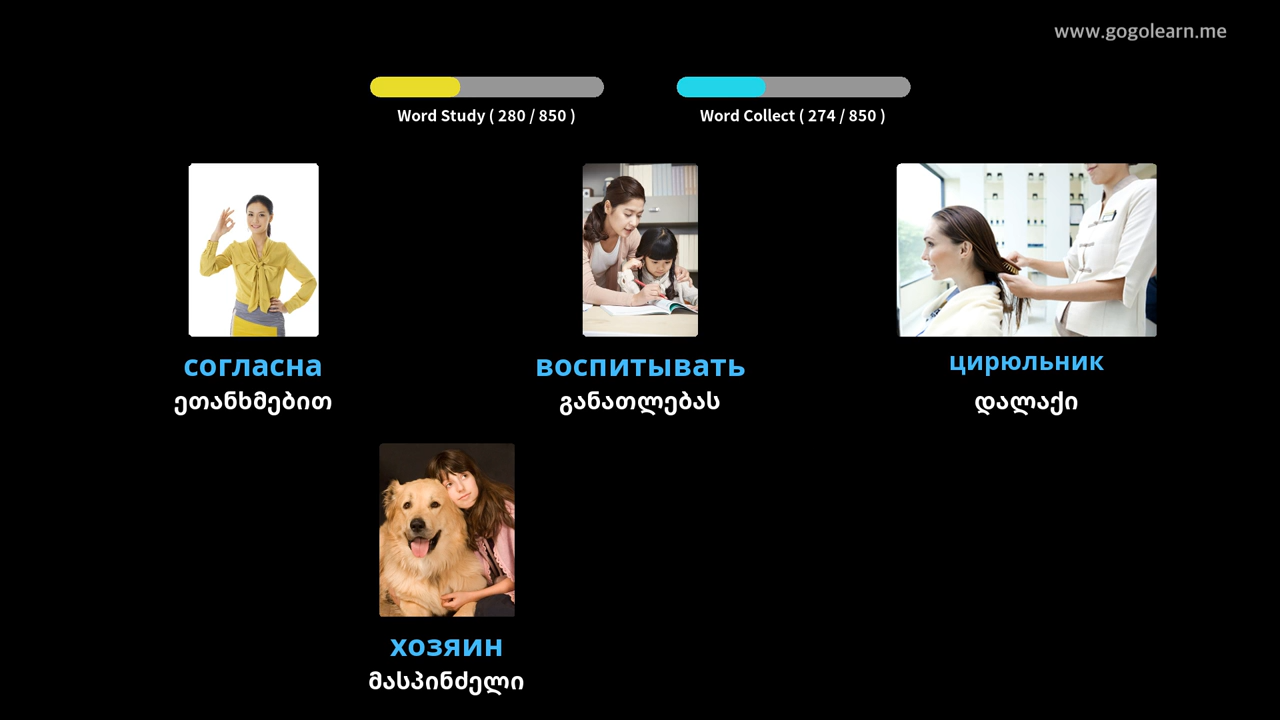 www.gogolearn.me
Word Study ( 280 / 850 )
Word Collect ( 274 / 850 )
согласна
ეთანხმებით
воспитывать
განათლებას
цирюльник
დალაქი
хозяин
მასპინძელი